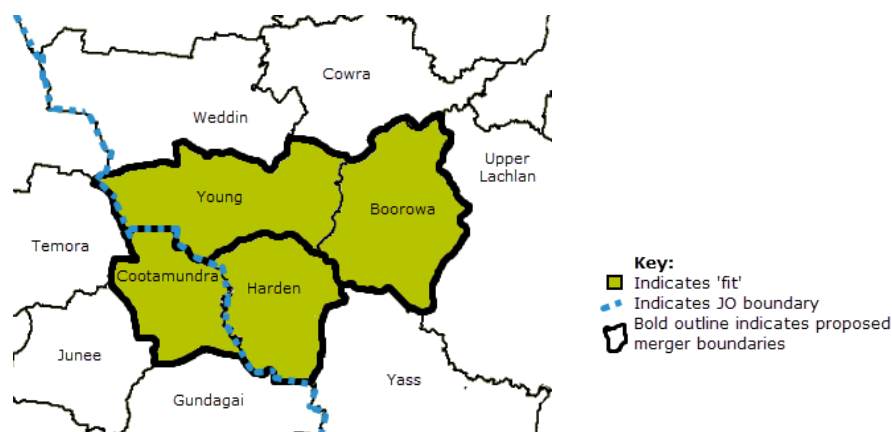 Cowra
Weddin
Upper
Lachlan
Young
Boorowa
Temora
Cootamundra
Harden
Junee
Yass
Gundagai
Key:
Indicates 'fit'
Indicates JO boundary
Bold outline indicates proposed
merger boundaries